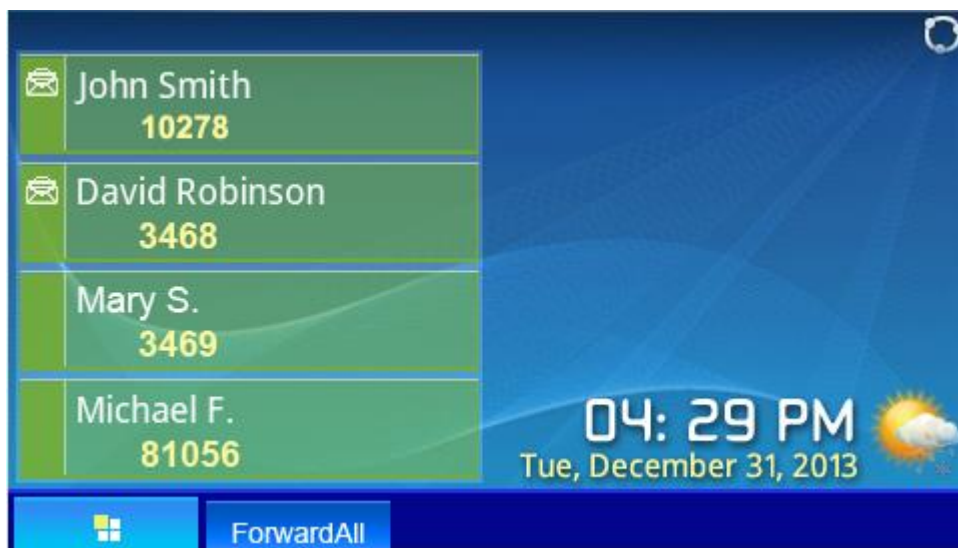 John Smith
10278
David Robinson
3468
Mary S.
3469
Michael F.
81056
04: 29 PM
Tue, December 31, 2013
ForwardAll